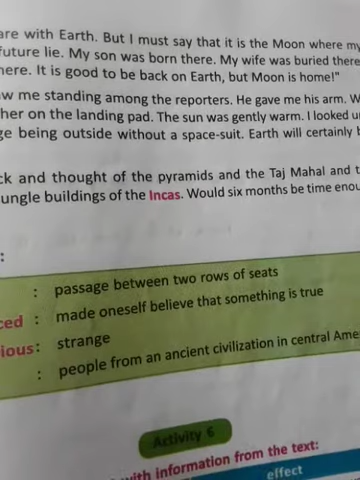 are with Earth. But I must say that it is the Moon where my
future lie. My son was born there. My wife was buried there
here. It is good to be back on Earth, but Moon is home!"
aw me standing among the reporters. He gave me his arm. W
her on the landing pad. The sun was gently warm. I looked u
ge being outside without a space-suit. Earth will certainly b
ck and thought of the pyramids and the Taj Mahal and t
ungle buildings of the Incas. Would six months be time enou
:
: passage between two rows of seats
ced : made oneself believe that something is true
ious: strange
: people from an ancient civilization in central Ame
Activity 6
with information from the text:
effect